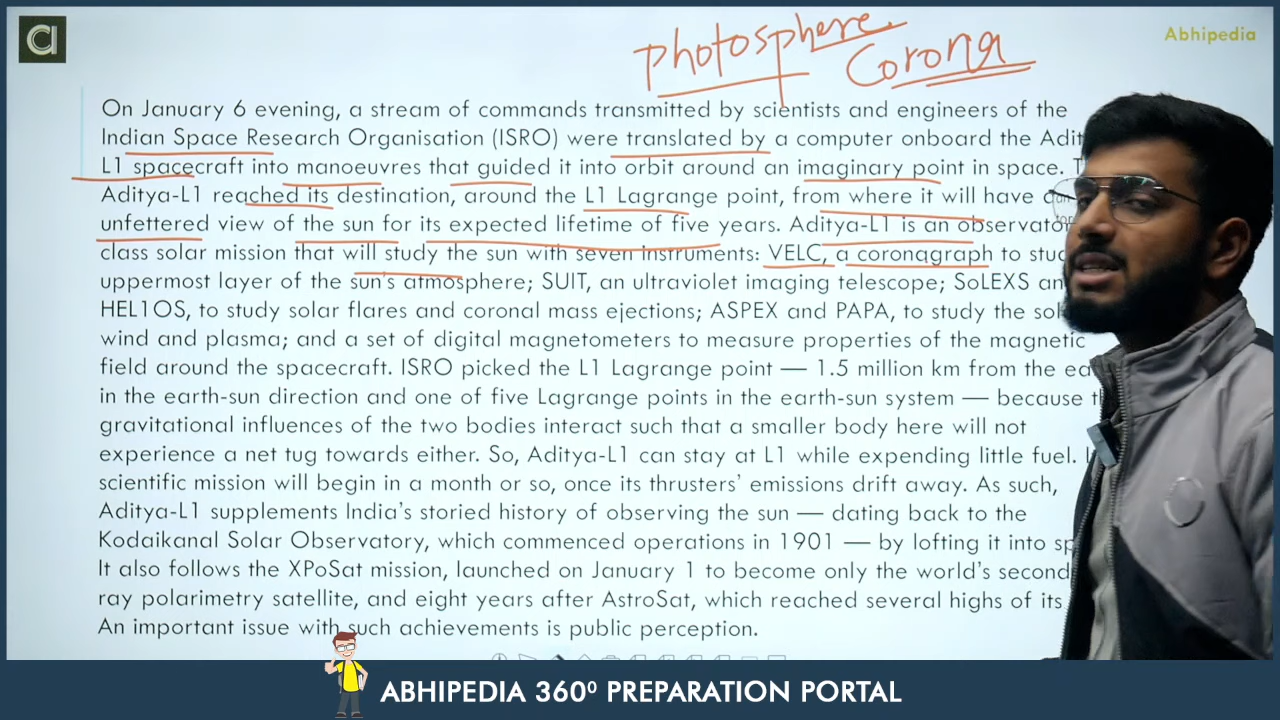 Abhipedia
photosphere
Corona
On January 6 evening, a stream of commands transmitted by scientists and engineers of the
Indian Space Research Organisation (ISRO) were translated by a computer onboard the Adit
L1 spacecraft into manoeuvres that guided it into orbit around an imaginary point in space.
Aditya-L1 reached its destination, around the L1 Lagrange point, from where it will have
unfettered view of the sun for its expected lifetime of five years. Aditya-L1 is an observator
class solar mission that will study the sun with seven instruments: VELC, a coronagraph to stud
uppermost layer of the sun's atmosphere; SUIT, an ultraviolet imaging telescope; SoLEXS an
HEL1OS, to study solar flares and coronal mass ejections; ASPEX and PAPA, to study the sol
wind and plasma; and a set of digital magnetometers to measure properties of the magnetic
field around the spacecraft. ISRO picked the L1 Lagrange point — 1.5 million km from the ea
in the earth-sun direction and one of five Lagrange points in the earth-sun system — because t
gravitational influences of the two bodies interact such that a smaller body here will not
experience a net tug towards either. So, Aditya-L1 can stay at L1 while expending little fuel.
scientific mission will begin in a month or so, once its thrusters' emissions drift away. As such,
Aditya-L1 supplements India's storied history of observing the sun — dating back to the
Kodaikanal Solar Observatory, which commenced operations in 1901 — by lofting it into sp
It also follows the XPoSat mission, launched on January 1 to become only the world's second
ray polarimetry satellite, and eight years after AstroSat, which reached several highs of its
An important issue with such achievements is public perception.
ABHIPEDIA 360⁰ PREPARATION PORTAL